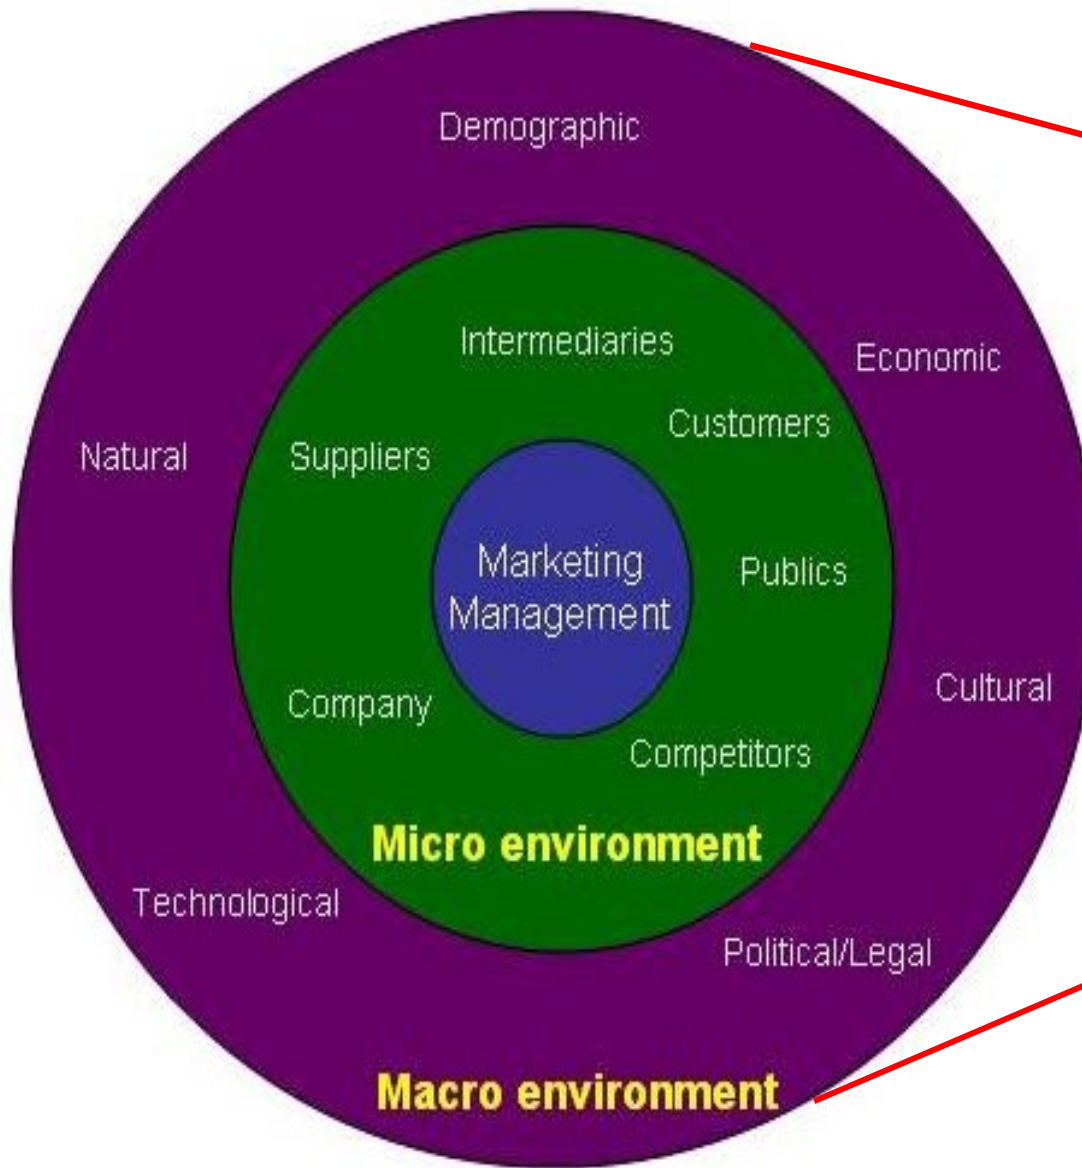 Demographic
Intermediaries
Economic
Customers
Natural
Suppliers
Marketing
Management
Publics
Cultural
Company
Competitors
Micro environment
Technological
Political/Legal
Macro environment